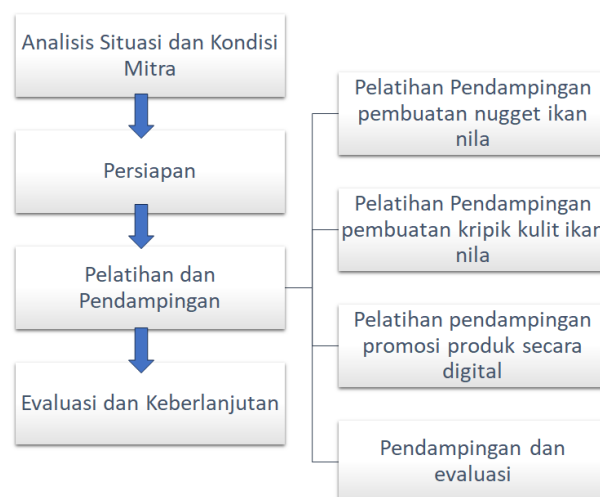 Analisis Situasi dan Kondisi
Mitra
Persiapan
Pelatihan dan
Pendampingan
Evaluasi dan Keberlanjutan
Pelatihan Pendampingan
pembuatan nugget ikan
nila
Pelatihan Pendampingan
pembuatan kripik kulit ikan
nila
Pelatihan pendampingan
promosi produk secara
digital
Pendampingan dan
evaluasi